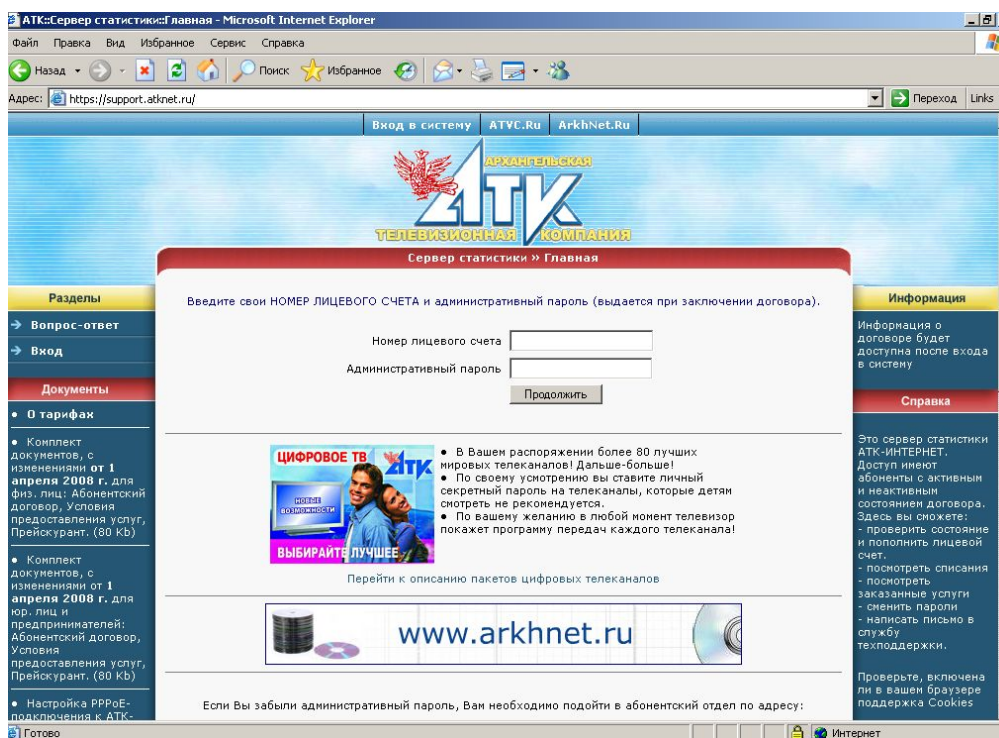 АТК::Сервер статистики::Главная - Microsoft Internet Explorer
Файл Правка Вид Избранное Сервис Справка
Назад Поиск Избранное
Адрес: https://support.atknet.ru/ Переход Links
Вход в систему ATVC.Ru ArkhNet.Ru
АРХАНГЕЛЬСКАЯ
АТК
ТЕЛЕВИЗИОННАЯ КОМПАНИЯ
Сервер статистики » Главная
Разделы
→ Вопрос-ответ
→ Вход
Документы
• О тарифах
• Комплект
документов, с
изменениями от 1
апреля 2008 г. для
физ. лиц: Абонентский
договор, Условия
предоставления услуг,
Прейскурант. (80 Kb)
• Комплект
документов, с
изменениями от 1
апреля 2008 г. для
юр. лиц и
предпринимателей:
Абонентский договор,
Условия
предоставления услуг,
Прейскурант. (80 Kb)
• Настройка PPPoE-
подключения к АТК-
Введите свои НОМЕР ЛИЦЕВОГО СЧЕТА и административный пароль (выдается при заключении договора).
Номер лицевого счета
Административный пароль
Продолжить
ЦИФРОВОЕ ТВ
АТК
НОВЫЕ
ВОЗМОЖНОСТИ
ВЫБИРАЙТЕ ЛУЧШЕЕ
• В Вашем распоряжении более 80 лучших
мировых телеканалов! Дальше-больше!
• По своему усмотрению вы ставите личный
секретный пароль на телеканалы, которые детям
смотреть не рекомендуется.
• По вашему желанию в любой момент телевизор
покажет программу передач каждого телеканала!
Перейти к описанию пакетов цифровых телеканалов
www.arkhnet.ru
Если Вы забыли административный пароль, Вам необходимо подойти в абонентский отдел по адресу:
Информация
Информация о
договоре будет
доступна после входа
в систему
Справка
Это сервер статистики
АТК-ИНТЕРНЕТ.
Доступ имеют
абоненты с активным
и неактивным
состоянием договора.
Здесь вы сможете:
- проверить состояние
и пополнить лицевой
счет.
- посмотреть списания
- посмотреть
заказанные услуги
- сменить пароли
- написать письмо в
службу
техподдержки.
Проверьте, включена
ли в вашем браузере
поддержка Cookies
Готово Интернет